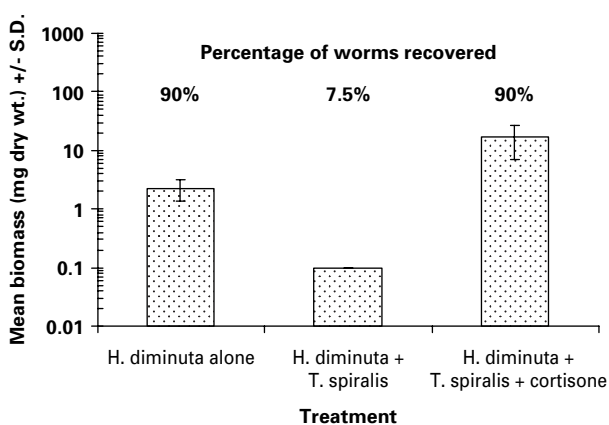 Mean biomass (mg dry wt.) +/- S.D.
1000
100
10
1
0.1
0.01
Percentage of worms recovered
90%
7.5%
90%
H. diminuta alone
H. diminuta +
T. spiralis
H. diminuta +
T. spiralis + cortisone
Treatment